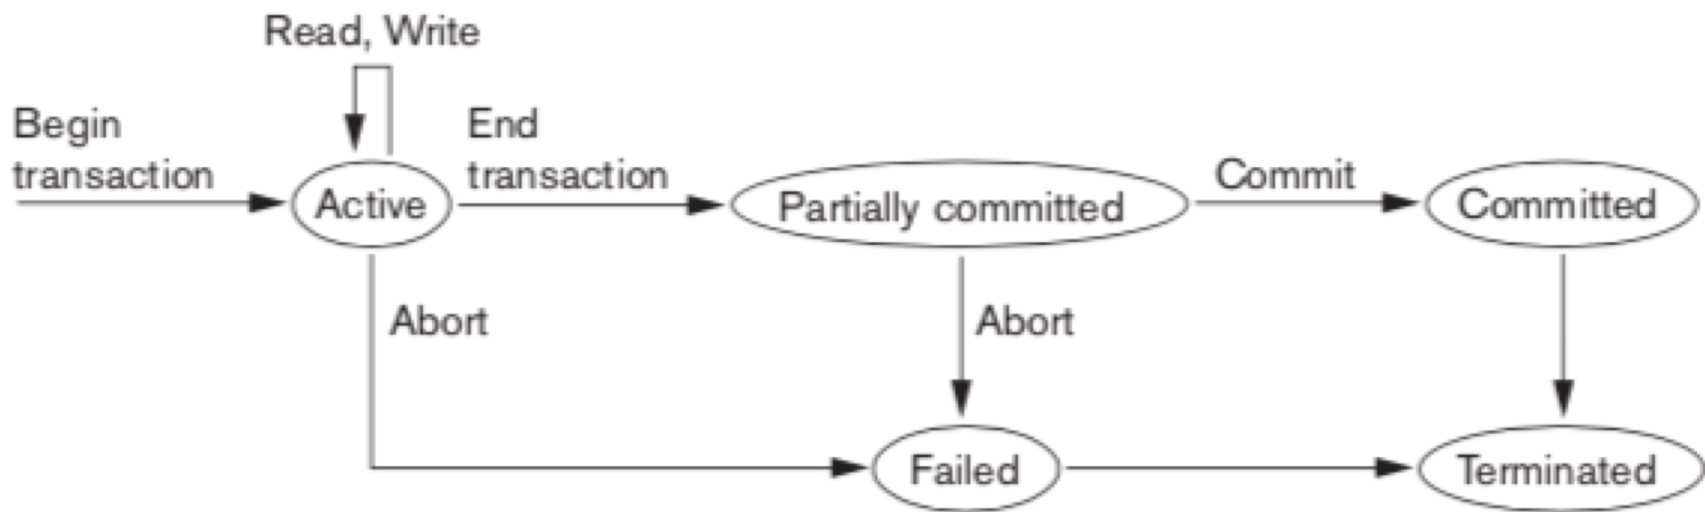 Read, Write
Begin
transaction
End
transaction
Active
Partially committed
Commit
Committed
Abort
Abort
Failed
Terminated